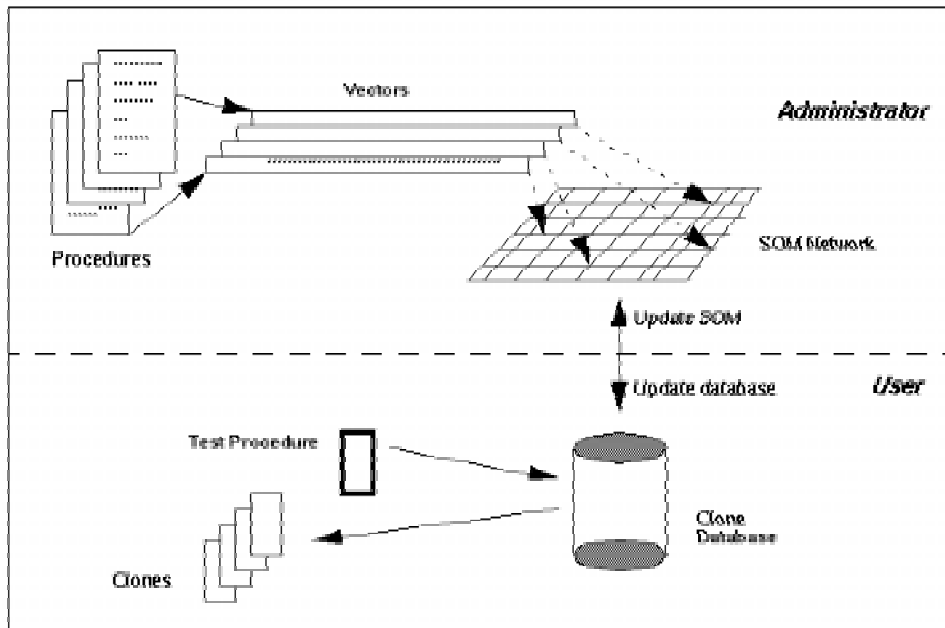 Vectors
Administrator
Procedures
SOM Network
Update SOM
Update database
User
Test Procedure
Clone
Database
Clones